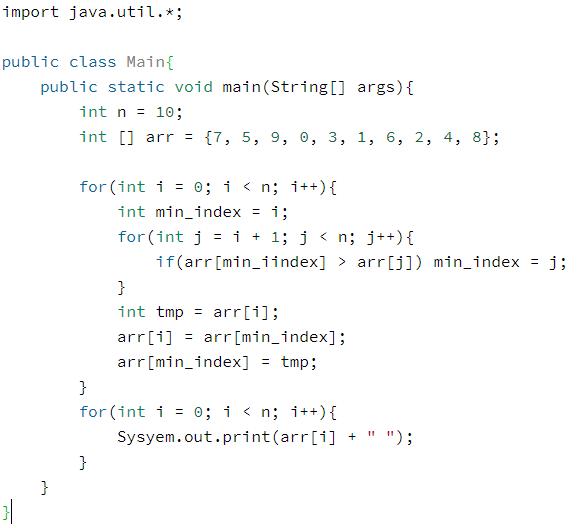 import java.util.*;
public class Main{
public static void main(String[] args){
int n = 10;
int [] arr = {7, 5, 9, 0, 3, 1, 6, 2, 4, 8};
for(int i = 0; i < n; i++){
int min_index = i;
for(int j = i + 1; j < n; j++){
if(arr[min_iindex] > arr[j]) min_index = j;
}
int tmp = arr[i];
arr[i] = arr[min_index];
arr[min_index] = tmp;
}
for(int i = 0; i < n; i++){
Sysyem.out.print(arr[i] + " ");
}
}
}